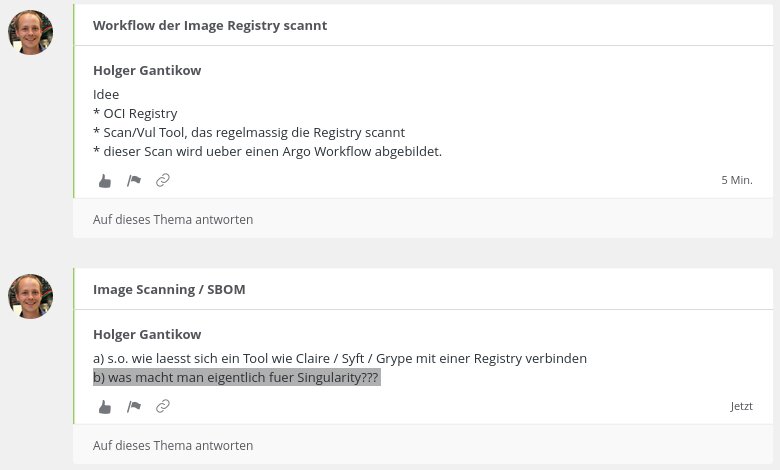 Workflow der Image Registry scannt
Holger Gantikow
Idee
* OCI Registry
* Scan/Vul Tool, das regelmassig die Registry scannt
* dieser Scan wird ueber einen Argo Workflow abgebildet.
5 Min.
Auf dieses Thema antworten
Image Scanning / SBOM
Holger Gantikow
a) s.o. wie laesst sich ein Tool wie Claire / Syft / Grype mit einer Registry verbinden
b) was macht man eigentlich fuer Singularity???
Jetzt
Auf dieses Thema antworten